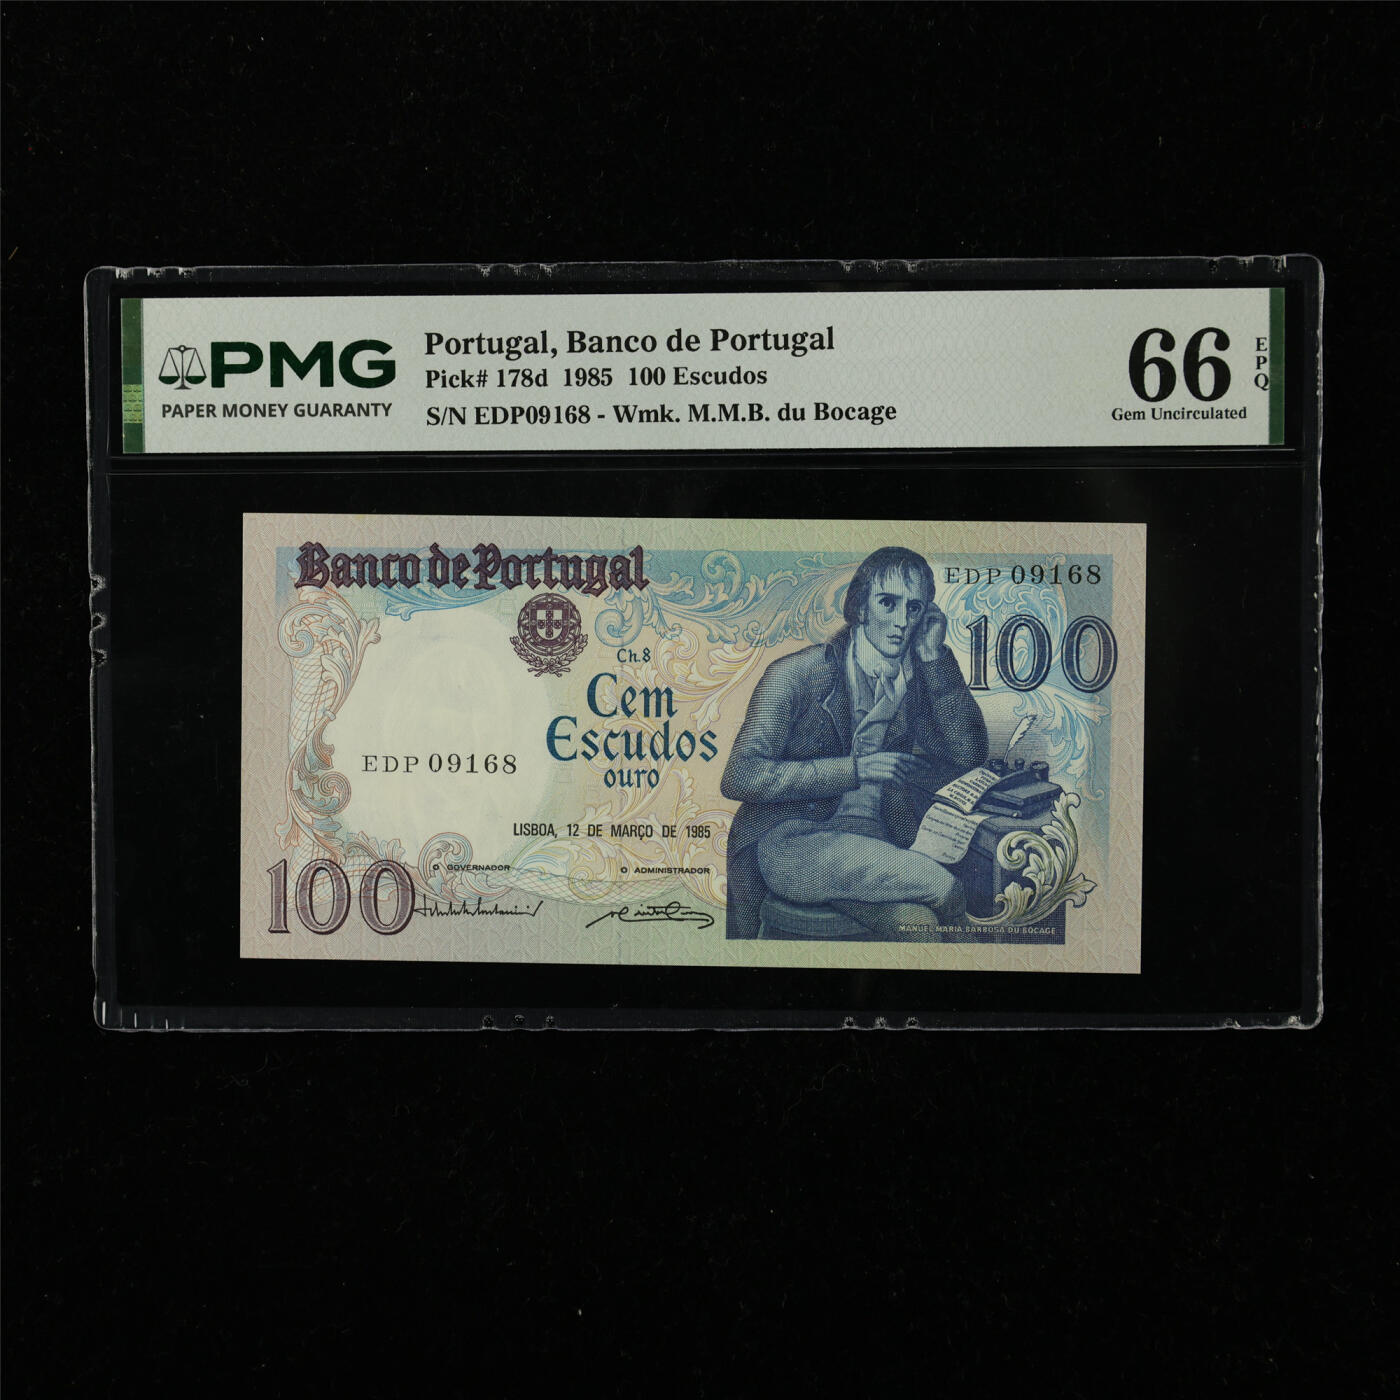 PMG
PAPER MONEY GUARANTY
Portugal, Banco de Portugal
Pick# 178d 1985 100 Escudos
S/N EDP09168 - Wmk. M.M.B. du Bocage
66
EPQ
Gem Uncirculated
Banco de Portugal
EDP 09168
100
Ch.8
Cem
Escudos
ouro
EDP 09168
LISBOA, 12 DE MARÇO DE 1985
O GOVERNADOR
O ADMINISTRADOR
100
MANUEL MARIA BARBOSA DU BOCAGE